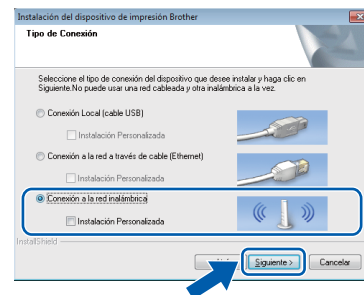 Instalación del dispositivo de impresión Brother
Tipo de Conexión
Seleccione el tipo de conexión del dispositivo que desee instalar y haga clic en
Siguiente.No puede usar una red cableada y otra inalámbrica a la vez.
Conexión Local (cable USB)
Instalación Personalizada
Conexión a la red a través de cable (Ethernet)
Instalación Personalizada
Conexión a la red inalámbrica
Instalación Personalizada
InstallShield
Siguiente > Cancelar